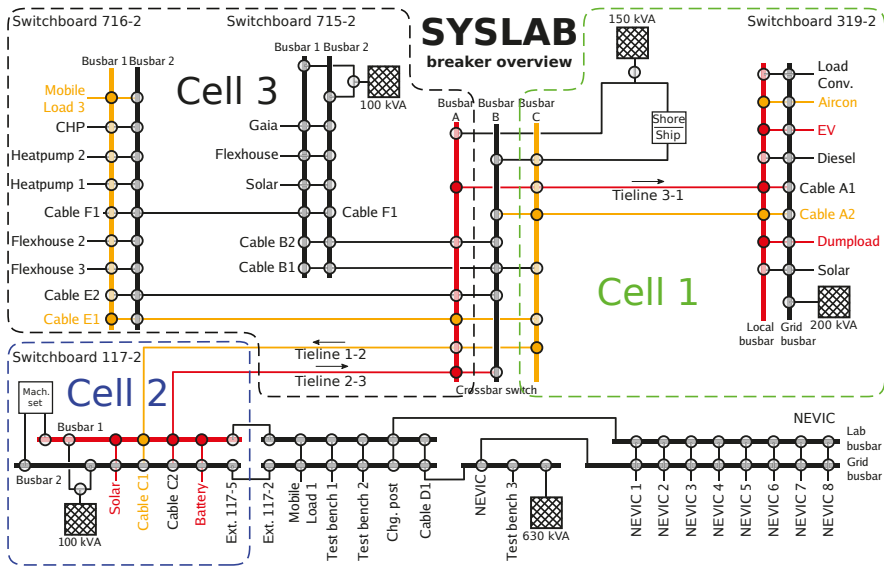 Switchboard 716-2
Switchboard 715-2
SYSLAB
breaker overview
150 kVA
Switchboard 319-2
Busbar 1
Busbar 2
Busbar 1
Busbar 2
Cell 3
100 kVA
Mobile
Load 3
CHP
Heatpump 2
Heatpump 1
Cable F1
Flexhouse 2
Flexhouse 3
Cable E2
Cable E1
Gaia
Flexhouse
Solar
Cable F1
Cable B2
Cable B1
Busbar
A
Busbar
B
Busbar
C
Shore
Ship
Tieline 3-1
Load
Conv.
Aircon
EV
Diesel
Cable A1
Cable A2
Dumpload
Solar
Cell 1
200 kVA
Local
busbar
Grid
busbar
Tieline 1-2
Tieline 2-3
Crossbar switch
Switchboard 117-2
Cell 2
Mach.
set
Busbar 1
Busbar 2
100 kVA
Solar
Cable C1
Cable C2
Battery
Ext. 117-5
Ext. 117-2
Mobile
Load 1
Test bench 1
Test bench 2
Chg. post
Cable D1
NEVIC
Test bench 3
630 kVA
NEVIC
Lab
busbar
Grid
busbar
NEVIC 1
NEVIC 2
NEVIC 3
NEVIC 4
NEVIC 5
NEVIC 6
NEVIC 7
NEVIC 8